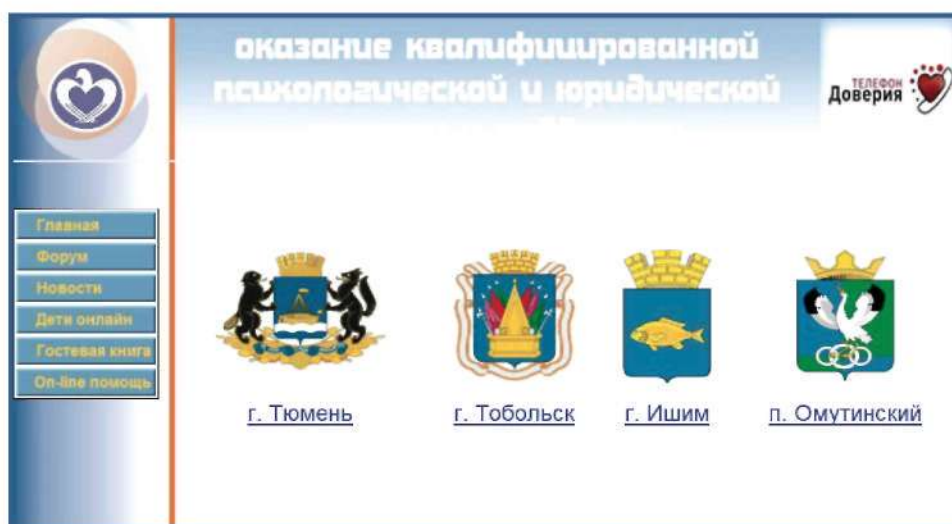 оказание квалифицированной
психологической и юридической
ТЕЛЕФОН
Доверия
Главная
Форум
Новости
Дети онлайн
Гостевая книга
On-line помощь
г. Тюмень
г. Тобольск
г. Ишим
п. Омутинский